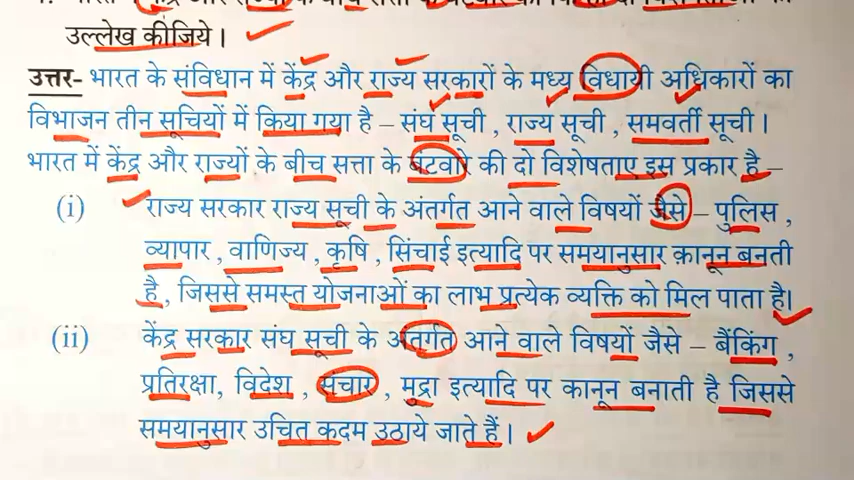 उल्लेख कीजिये।
उत्तर- भारत के संविधान में केंद्र और राज्य सरकारों के मध्य विधायी अधिकारों का
विभाजन तीन सूचियों में किया गया है – संघ सूची , राज्य सूची , समवर्ती सूची ।
भारत में केंद्र और राज्यों के बीच सत्ता के बंटवारे की दो विशेषताए इस प्रकार है –
(i) राज्य सरकार राज्य सूची के अंतर्गत आने वाले विषयों जैसे – पुलिस ,
व्यापार , वाणिज्य , कृषि , सिंचाई इत्यादि पर समयानुसार क़ानून बनती
है , जिससे समस्त योजनाओं का लाभ प्रत्येक व्यक्ति को मिल पाता है।
(ii) केंद्र सरकार संघ सूची के अंतर्गत आने वाले विषयों जैसे – बैंकिंग ,
प्रतिरक्षा, विदेश , संचार , मुद्रा इत्यादि पर कानून बनाती है जिससे
समयानुसार उचित कदम उठाये जाते हैं।